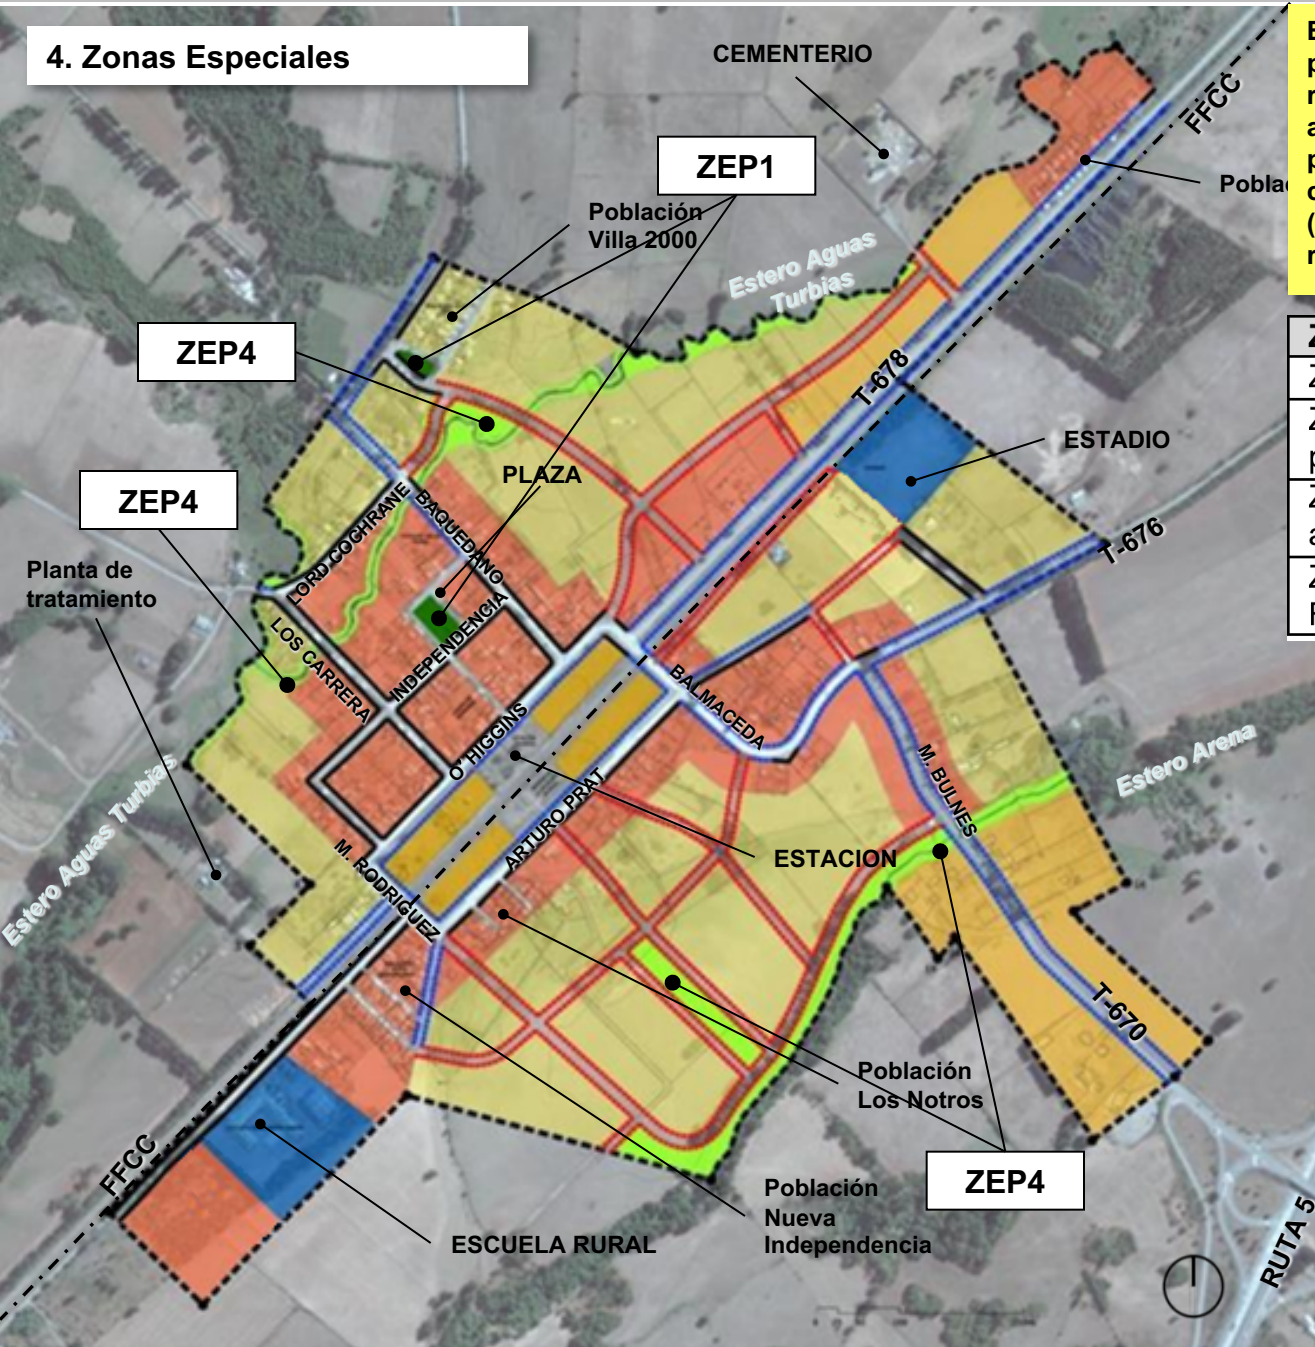 4. Zonas Especiales
CEMENTERIO
FFCC
ZEP1
Población
Villa 2000
Estero Aguas
Turbias
ZEP4
T-678
ESTADIO
PLAZA
ZEP4
LORD COCHRANE
BAQUEDANO
T-676
Planta de
tratamiento
INDEPENDENCIA
LOS CARRERA
BALMACEDA
O' HIGGINS
Estero Aguas Turbias
M. BULNES
Estero Arena
ARTURO PRAT
ESTACION
M. RODRIGUEZ
T-670
Población
Los Notros
ZEP4
FFCC
Población
Nueva
Independencia
ESCUELA RURAL
RUTA 5